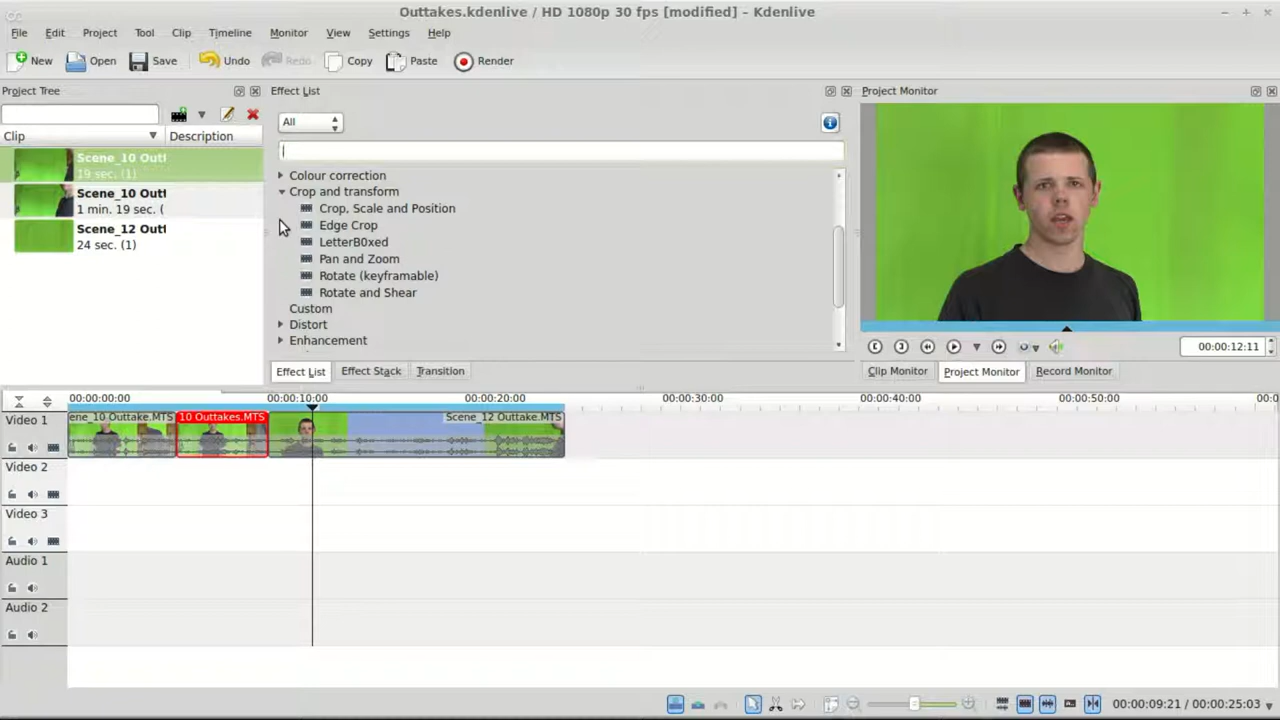 Outtakes.kdenlive / HD 1080p 30 fps [modified] – Kdenlive
File Edit Project Tool Clip Timeline Monitor View Settings Help
New Open Save Undo Redo Copy Paste Render
Project Tree
Effect List
Project Monitor
All
Clip Description
Scene_10 Outt
19 sec. (1)
Scene_10 Outt
1 min. 19 sec. (
Scene_12 Outt
24 sec. (1)
Colour correction
Crop and transform
Crop, Scale and Position
Edge Crop
LetterB0xed
Pan and Zoom
Rotate (keyframable)
Rotate and Shear
Custom
Distort
Enhancement
00:00:12:11
Effect List Effect Stack Transition
Clip Monitor Project Monitor Record Monitor
00:00:00:00 00:00:10:00 00:00:20:00 00:00:30:00 00:00:40:00 00:00:50:00 00:0
Video 1
ene_10 Outtake.MTS 10 Outtakes.MTS Scene_12 Outtake.MTS
Video 2
Video 3
Audio 1
Audio 2
00:00:09:21 / 00:00:25:03